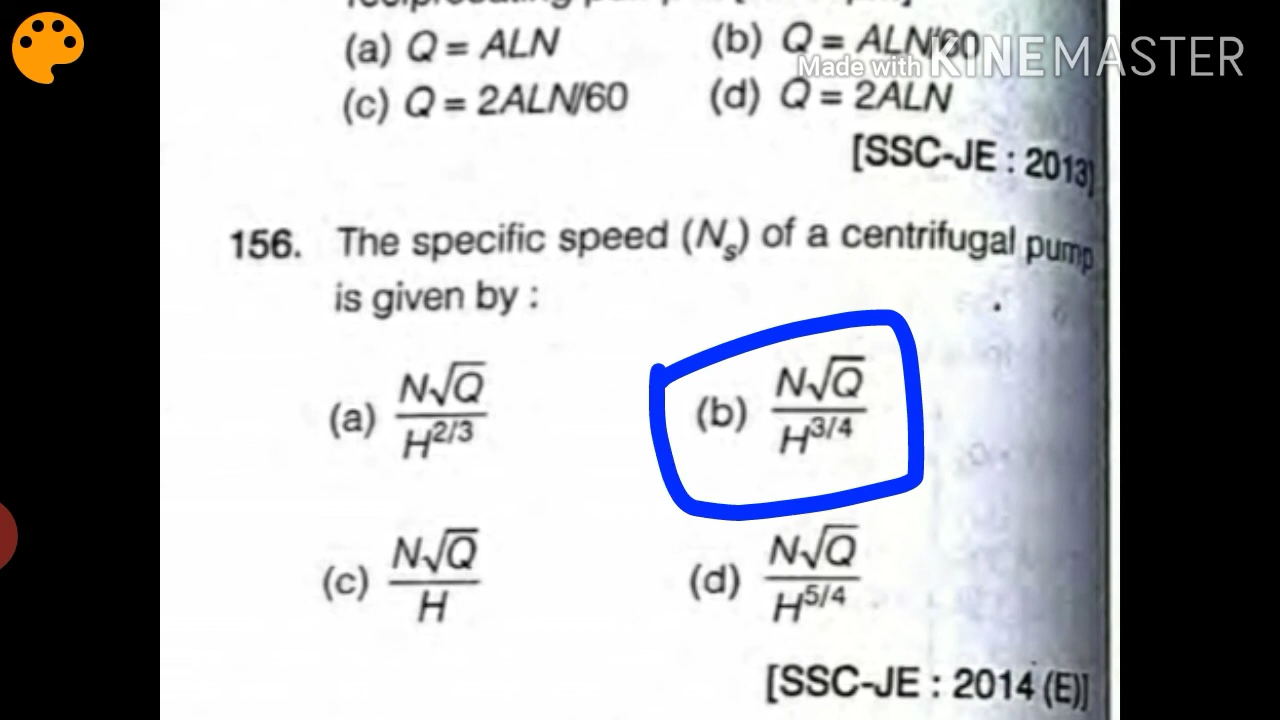 (a) Q = ALN (b) Q = ALN/60
Made with KINEMASTER
(c) Q = 2ALN/60 (d) Q = 2ALN
[SSC-JE : 2013]
156. The specific speed (Nₛ) of a centrifugal pump
is given by :
(a) N√Q / H^2/3 (b) N√Q / H^3/4
(c) N√Q / H (d) N√Q / H^5/4
[SSC-JE : 2014 (E)]